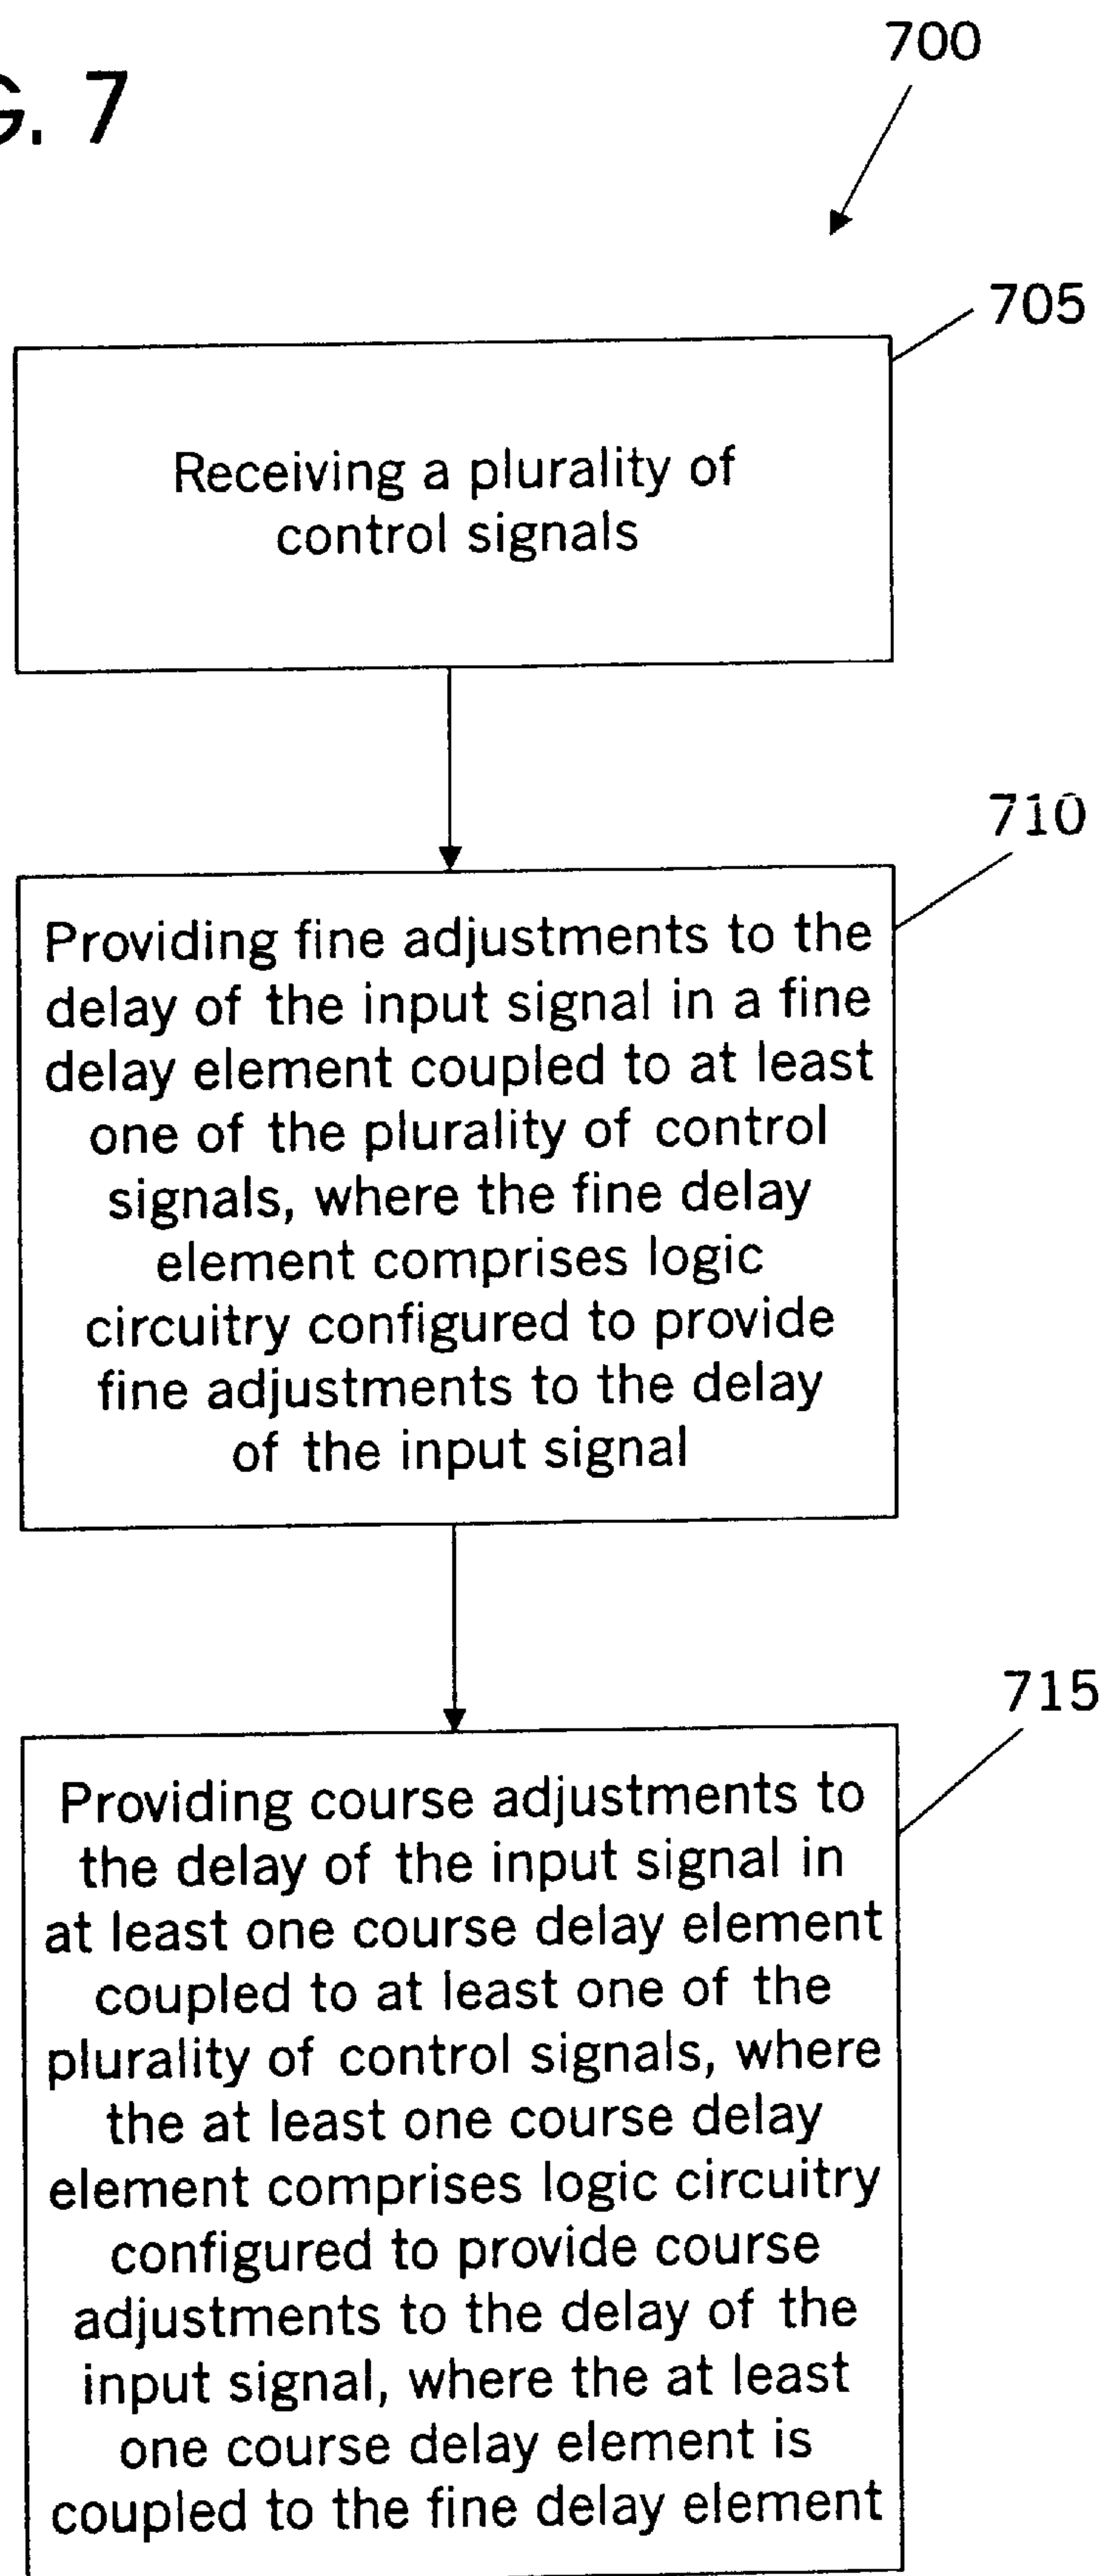 G. 7
700
705
Receiving a plurality of
control signals
710
Providing fine adjustments to the
delay of the input signal in a fine
delay element coupled to at least
one of the plurality of control
signals, where the fine delay
element comprises logic
circuitry configured to provide
fine adjustments to the delay
of the input signal
715
Providing course adjustments to
the delay of the input signal in
at least one course delay element
coupled to at least one of the
plurality of control signals, where
the at least one course delay
element comprises logic circuitry
configured to provide course
adjustments to the delay of the
input signal, where the at least
one course delay element is
coupled to the fine delay element